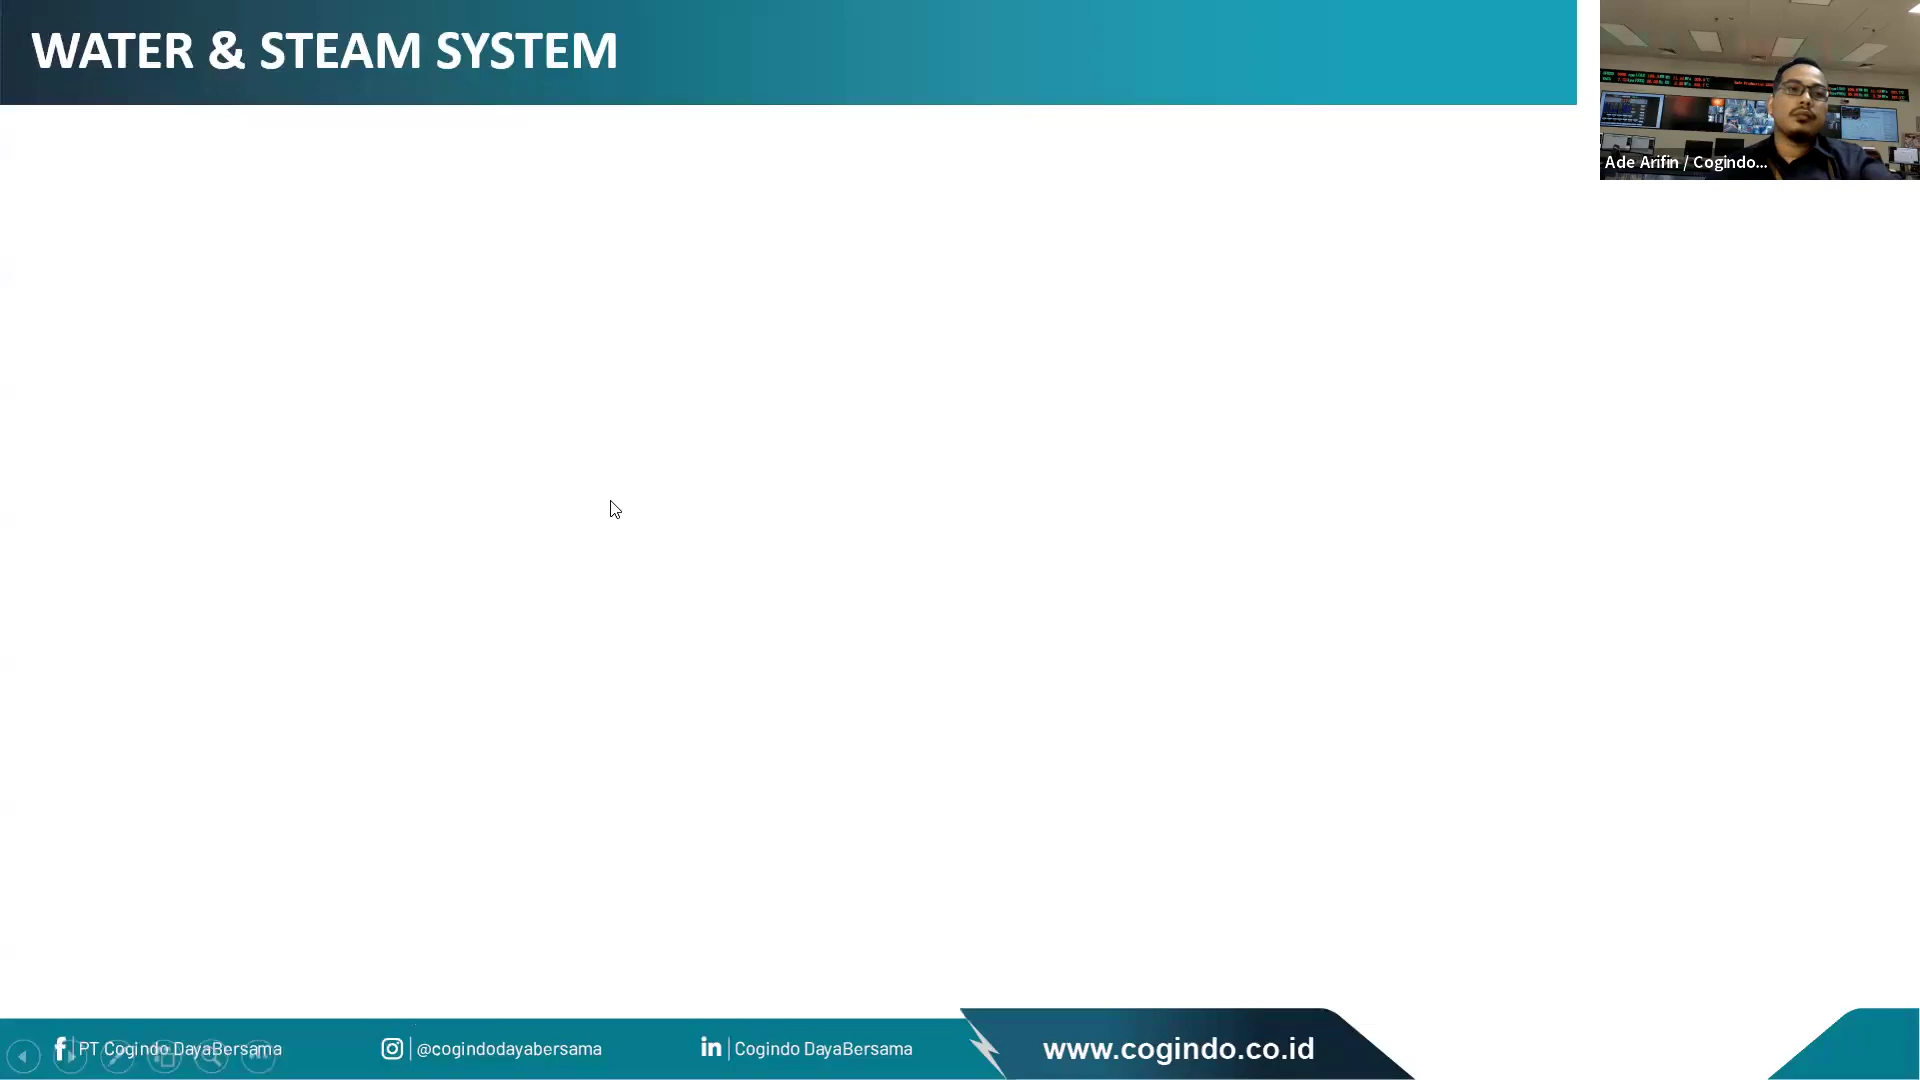 WATER & STEAM SYSTEM
Ade Arifin / Cogindo...
PT Cogindo DayaBersama
@cogindodayabersama
Cogindo DayaBersama
www.cogindo.co.id